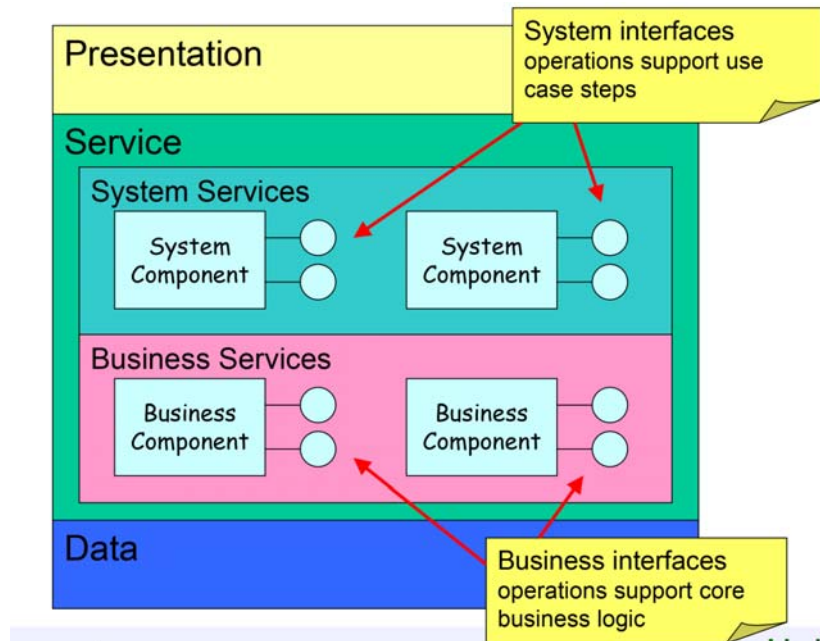 Presentation
System interfaces
operations support use
case steps
Service
System Services
System
Component
System
Component
Business Services
Business
Component
Business
Component
Data
Business interfaces
operations support core
business logic